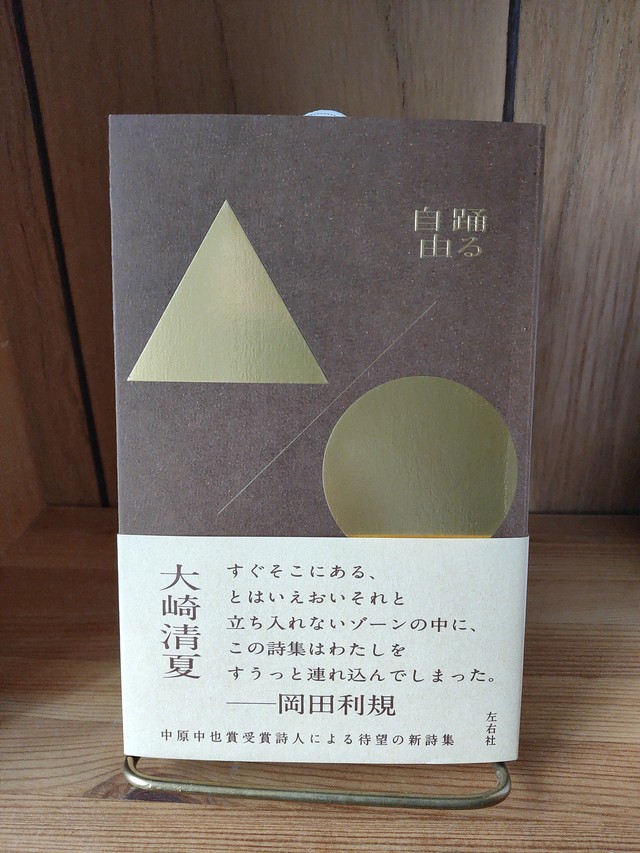 踊る
自由
大崎清夏
すぐそこにある、
とはいえおいそれと
立ち入れないゾーンの中に、
この詩集はわたしを
すうっと連れ込んでしまった。
──岡田利規
中原中也賞受賞詩人による待望の新詩集
左右社